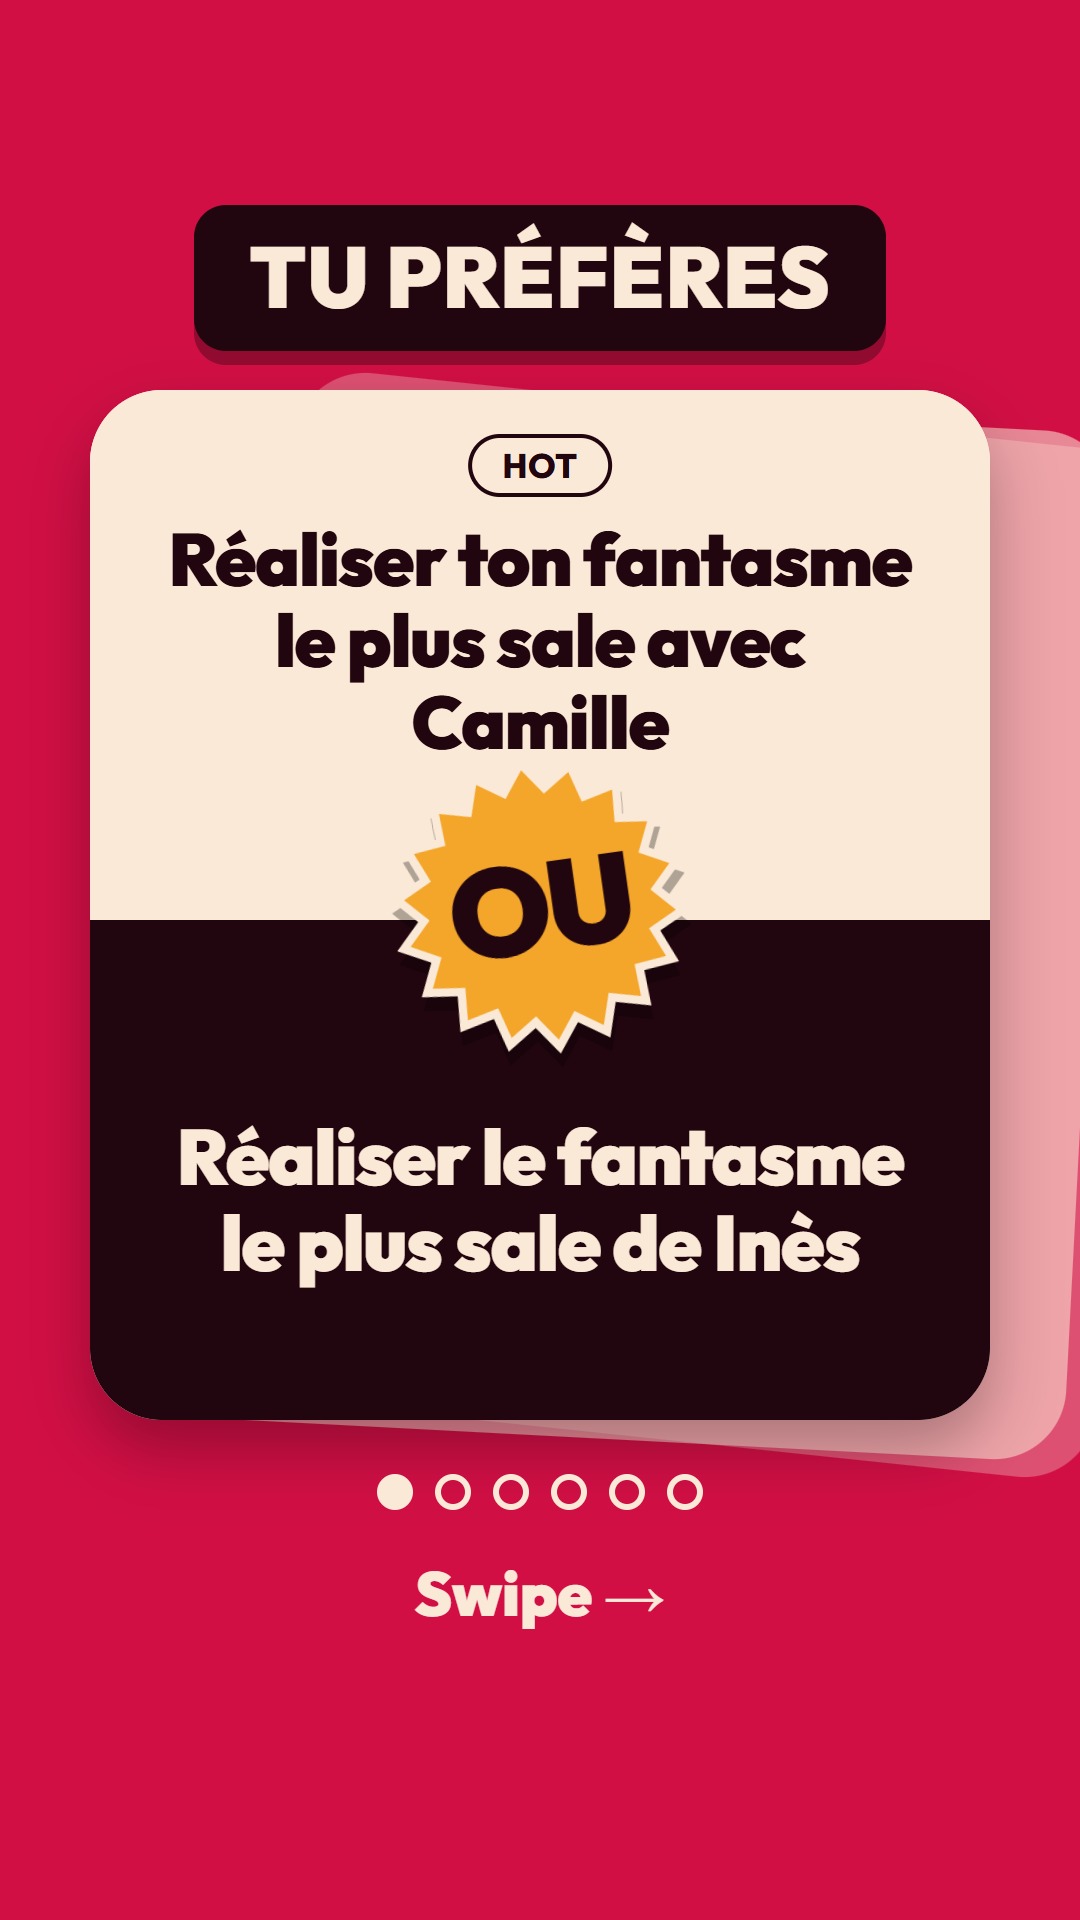 TU PRÉFÈRES
HOT
Réaliser ton fantasme
le plus sale avec
Camille
OU
Réaliser le fantasme
le plus sale de Inès
Swipe →